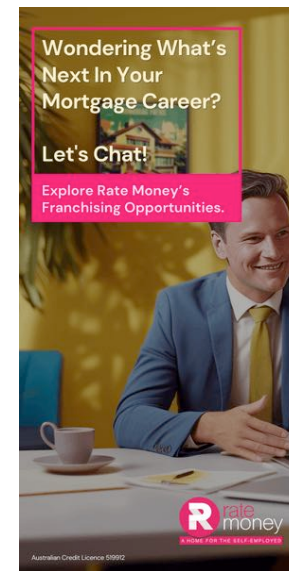 Wondering What's
Next In Your
Mortgage Career?
Let's Chat!
Explore Rate Money's
Franchising Opportunities.
R rate
money
A HOME FOR THE SELF-EMPLOYED
Australian Credit Licence 519912